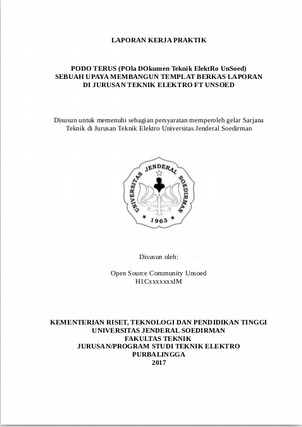 LAPORAN KERJA PRAKTIK
PODO TERUS (POla DOkumen Teknik ElektRo UnSoed)
SEBUAH UPAYA MEMBANGUN TEMPLAT BERKAS LAPORAN
DI JURUSAN TEKNIK ELEKTRO FT UNSOED
Disusun untuk memenuhi sebagian persyaratan memperoleh gelar Sarjana
Teknik di Jurusan Teknik Elektro Universitas Jenderal Soedirman
UNIVERSITAS JENDERAL SOEDIRMAN
1963
Disusun oleh:
Open Source Community Unsoed
H1CxxxxxxIM
KEMENTERIAN RISET, TEKNOLOGI DAN PENDIDIKAN TINGGI
UNIVERSITAS JENDERAL SOEDIRMAN
FAKULTAS TEKNIK
JURUSAN/PROGRAM STUDI TEKNIK ELEKTRO
PURBALINGGA
2017